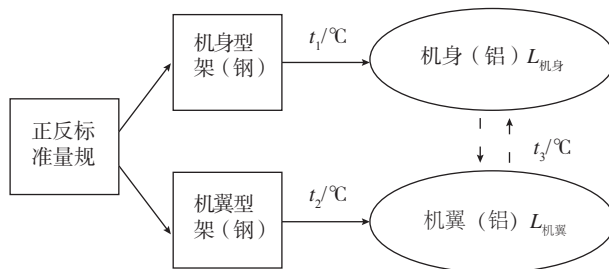 机身型
架（钢）
t₁/℃
机身（铝）L机身
正反标
准量规
t₃/℃
机翼型
架（钢）
t₂/℃
机翼（铝）L机翼